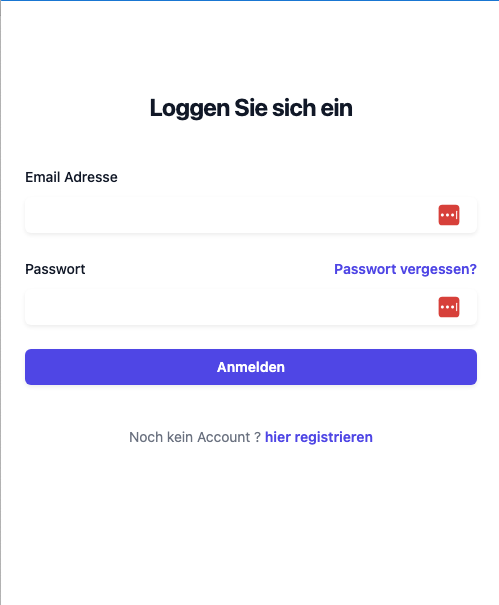 Loggen Sie sich ein
Email Adresse
Passwort Passwort vergessen?
Anmelden
Noch kein Account ? hier registrieren